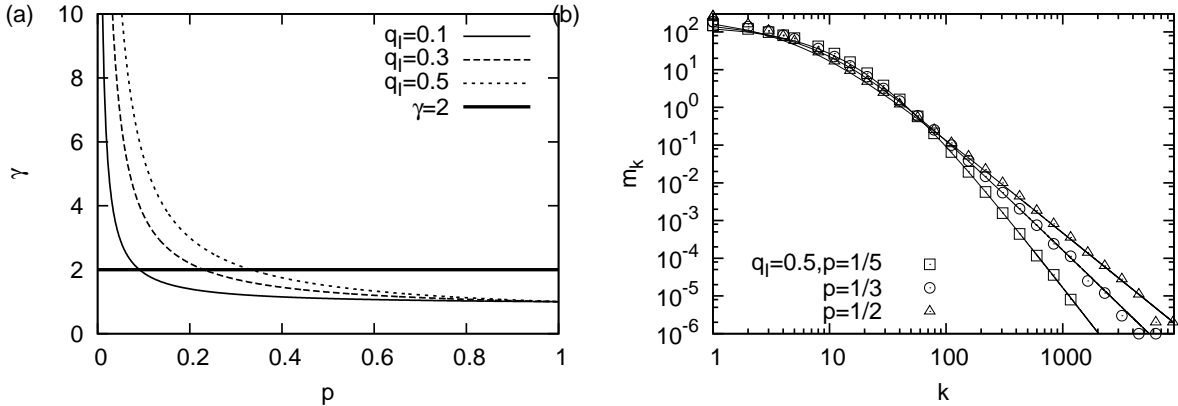 (a)
10
8
6
4
2
0
γ
0 0.2 0.4 0.6 0.8 1
p
q_l=0.1
q_l=0.3
q_l=0.5
γ=2
(b)
10^2
10^1
10^0
10^-1
10^-2
10^-3
10^-4
10^-5
10^-6
m_k
1 10 100 1000
k
q_l=0.5,p=1/5
p=1/3
p=1/2